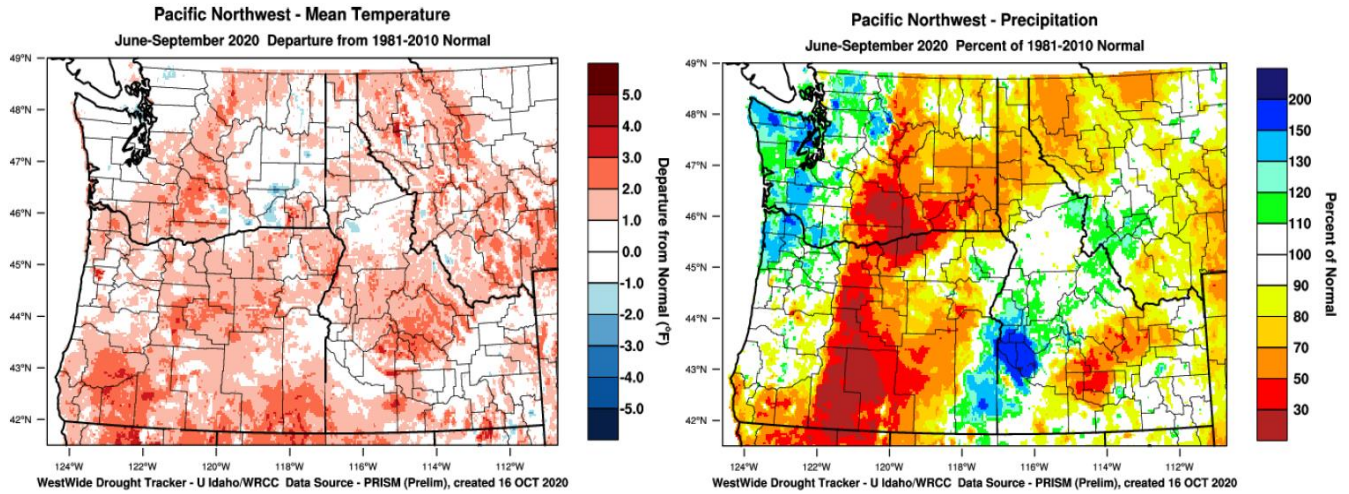 Pacific Northwest - Mean Temperature
June-September 2020 Departure from 1981-2010 Normal
49°N
48°N
47°N
46°N
45°N
44°N
43°N
42°N
124°W
122°W
120°W
118°W
116°W
114°W
112°W
5.0
4.0
3.0
2.0
1.0
0.0
-1.0
-2.0
-3.0
-4.0
-5.0
Departure from Normal (°F)
WestWide Drought Tracker - U Idaho/WRCC Data Source - PRISM (Prelim), created 16 OCT 2020
Pacific Northwest - Precipitation
June-September 2020 Percent of 1981-2010 Normal
49°N
48°N
47°N
46°N
45°N
44°N
43°N
42°N
124°W
122°W
120°W
118°W
116°W
114°W
112°W
200
150
130
120
110
100
90
80
70
50
30
Percent of Normal
WestWide Drought Tracker - U Idaho/WRCC Data Source - PRISM (Prelim), created 16 OCT 2020